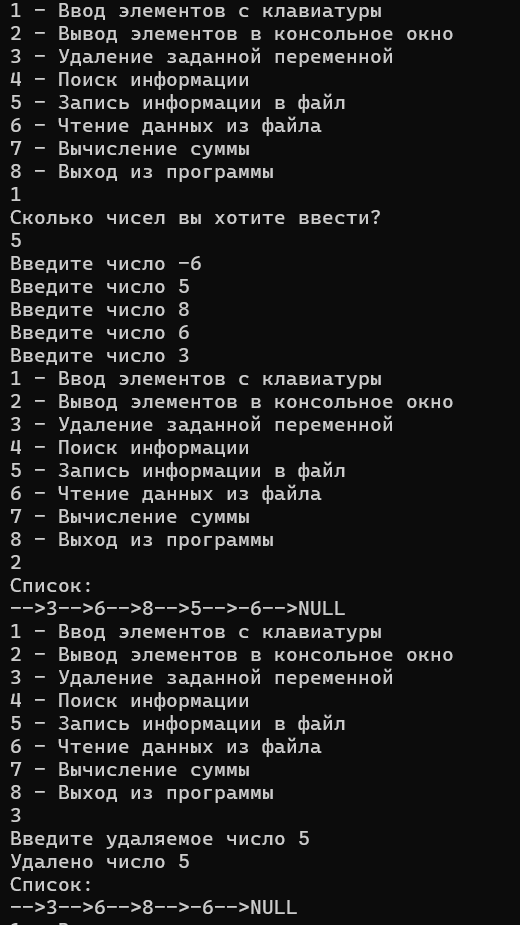 1 - Ввод элементов с клавиатуры
2 - Вывод элементов в консольное окно
3 - Удаление заданной переменной
4 - Поиск информации
5 - Запись информации в файл
6 - Чтение данных из файла
7 - Вычисление суммы
8 - Выход из программы
1
Сколько чисел вы хотите ввести?
5
Введите число -6
Введите число 5
Введите число 8
Введите число 6
Введите число 3
1 - Ввод элементов с клавиатуры
2 - Вывод элементов в консольное окно
3 - Удаление заданной переменной
4 - Поиск информации
5 - Запись информации в файл
6 - Чтение данных из файла
7 - Вычисление суммы
8 - Выход из программы
2
Список:
-->3-->6-->8-->5-->-6-->NULL
1 - Ввод элементов с клавиатуры
2 - Вывод элементов в консольное окно
3 - Удаление заданной переменной
4 - Поиск информации
5 - Запись информации в файл
6 - Чтение данных из файла
7 - Вычисление суммы
8 - Выход из программы
3
Введите удаляемое число 5
Удалено число 5
Список:
-->3-->6-->8-->-6-->NULL